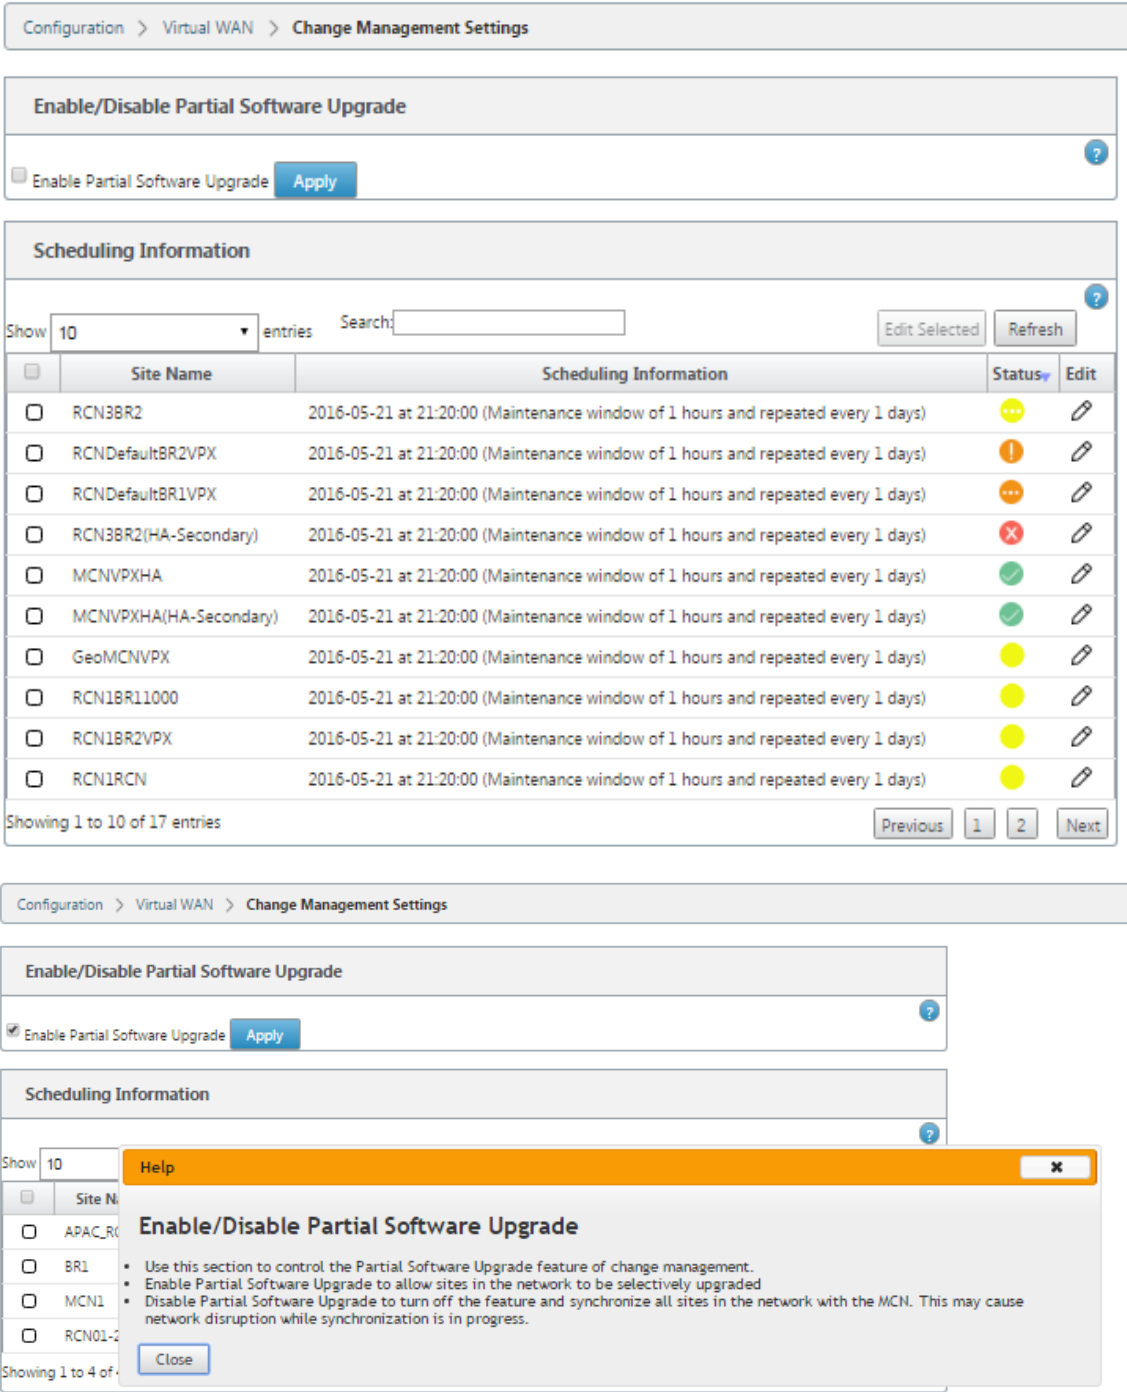 Configuration > Virtual WAN > Change Management Settings
Enable/Disable Partial Software Upgrade
?
Enable Partial Software Upgrade Apply
Scheduling Information
?
Show 10 entries Search: Edit Selected Refresh
Site Name Scheduling Information Status Edit
RCN3BR2 2016-05-21 at 21:20:00 (Maintenance window of 1 hours and repeated every 1 days)
RCNDefaultBR2VPX 2016-05-21 at 21:20:00 (Maintenance window of 1 hours and repeated every 1 days)
RCNDefaultBR1VPX 2016-05-21 at 21:20:00 (Maintenance window of 1 hours and repeated every 1 days)
RCN3BR2(HA-Secondary) 2016-05-21 at 21:20:00 (Maintenance window of 1 hours and repeated every 1 days)
MCNVPXHA 2016-05-21 at 21:20:00 (Maintenance window of 1 hours and repeated every 1 days)
MCNVPXHA(HA-Secondary) 2016-05-21 at 21:20:00 (Maintenance window of 1 hours and repeated every 1 days)
GeoMCNVPX 2016-05-21 at 21:20:00 (Maintenance window of 1 hours and repeated every 1 days)
RCN1BR11000 2016-05-21 at 21:20:00 (Maintenance window of 1 hours and repeated every 1 days)
RCN1BR2VPX 2016-05-21 at 21:20:00 (Maintenance window of 1 hours and repeated every 1 days)
RCN1RCN 2016-05-21 at 21:20:00 (Maintenance window of 1 hours and repeated every 1 days)
Showing 1 to 10 of 17 entries Previous 1 2 Next
Configuration > Virtual WAN > Change Management Settings
Enable/Disable Partial Software Upgrade
?
Enable Partial Software Upgrade Apply
Scheduling Information
?
Show 10
Site
APAC_
BR1
MCN1
RCN01-2
Showing 1 to 4 of
Help
Enable/Disable Partial Software Upgrade
• Use this section to control the Partial Software Upgrade feature of change management.
• Enable Partial Software Upgrade to allow sites in the network to be selectively upgraded
• Disable Partial Software Upgrade to turn off the feature and synchronize all sites in the network with the MCN. This may cause
network disruption while synchronization is in progress.
Close